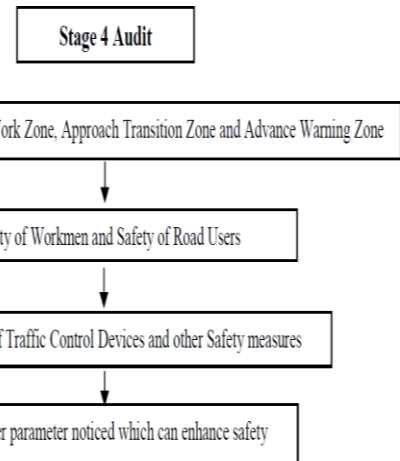 Stage 4 Audit
Zone, Approach Transition Zone and Advance Warning Zone
of Workmen and Safety of Road Users
Traffic Control Devices and other Safety measures
parameter noticed which can enhance safety